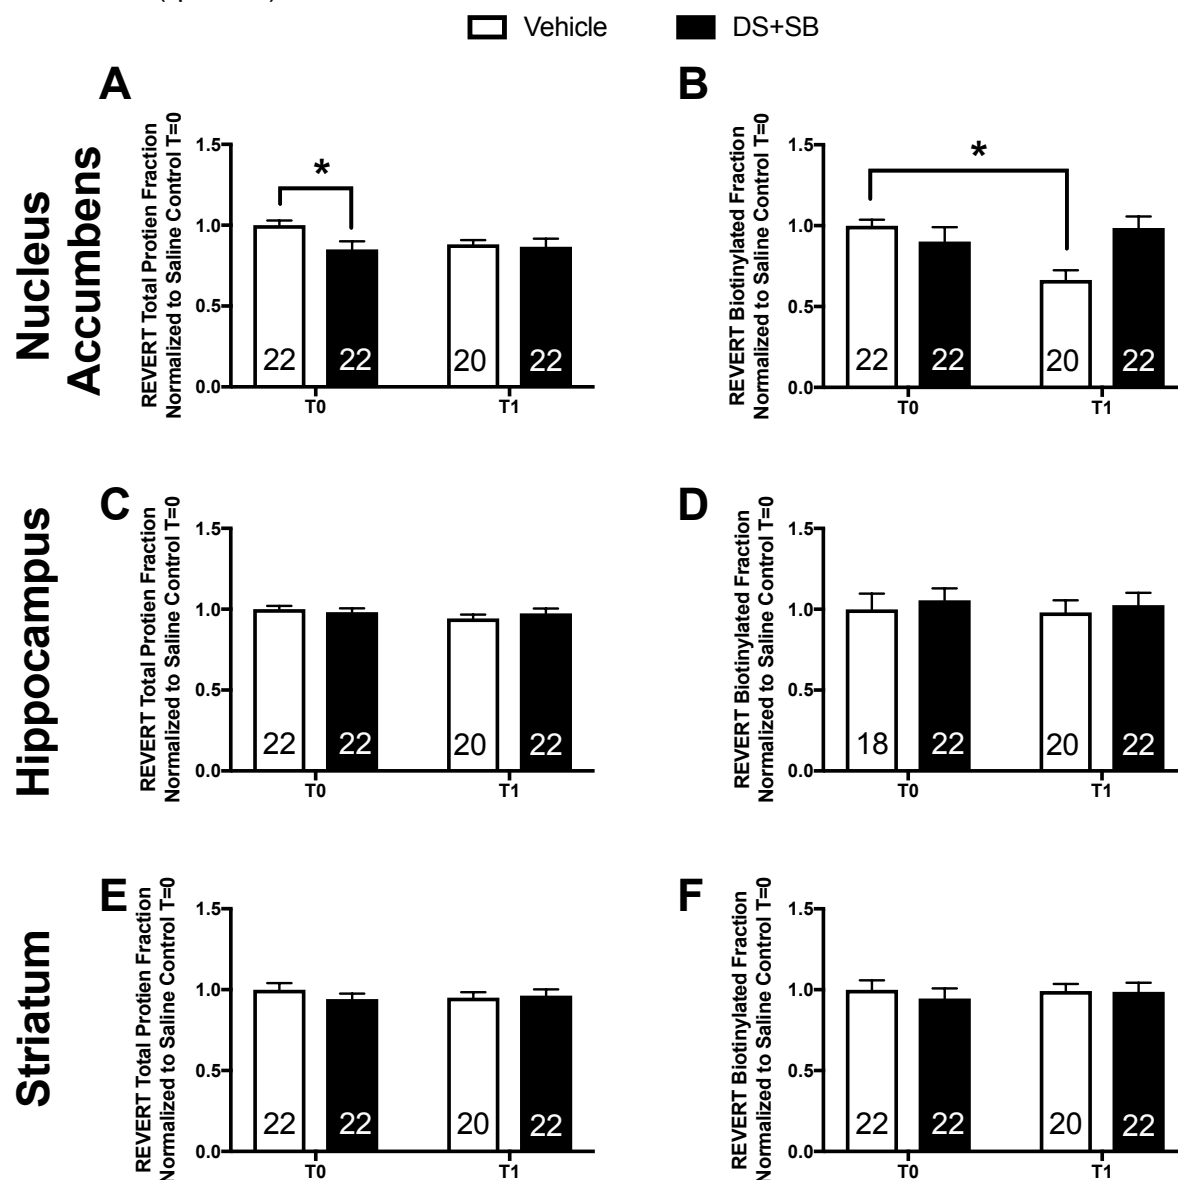 Vehicle
DS+SB
A
B
Nucleus
Accumbens
REVERT Total Protien Fraction
Normalized to Saline Control T=0
1.5
1.0
0.5
0.0
*
22
22
20
22
T0
T1
REVERT Biotinylated Fraction
Normalized to Saline Control T=0
1.5
1.0
0.5
0.0
*
22
22
20
22
T0
T1
C
D
Hippocampus
REVERT Total Protien Fraction
Normalized to Saline Control T=0
1.5
1.0
0.5
0.0
22
22
20
22
T0
T1
REVERT Biotinylated Fraction
Normalized to Saline Control T=0
1.5
1.0
0.5
0.0
18
22
20
22
T0
T1
E
F
Striatum
REVERT Total Protien Fraction
Normalized to Saline Control T=0
1.5
1.0
0.5
0.0
22
22
20
22
T0
T1
REVERT Biotinylated Fraction
Normalized to Saline Control T=0
1.5
1.0
0.5
0.0
22
22
20
22
T0
T1